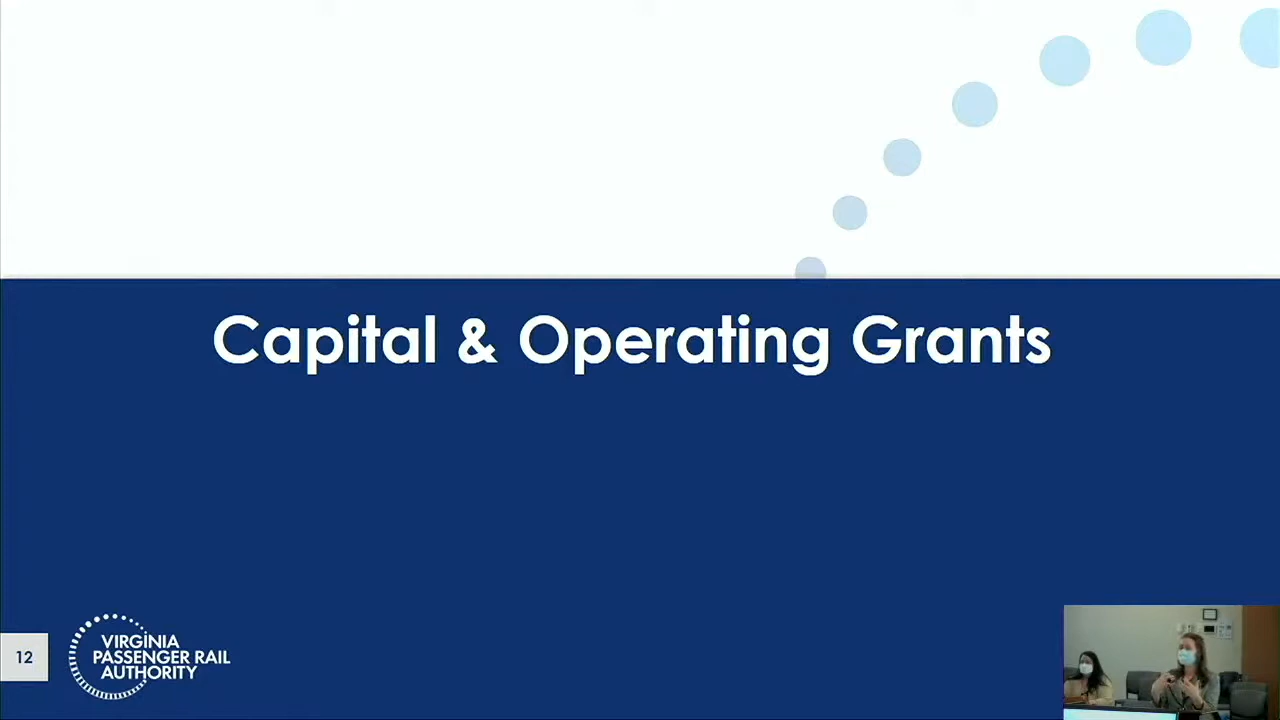 Capital & Operating Grants
12
VIRGINIA
PASSENGER RAIL
AUTHORITY